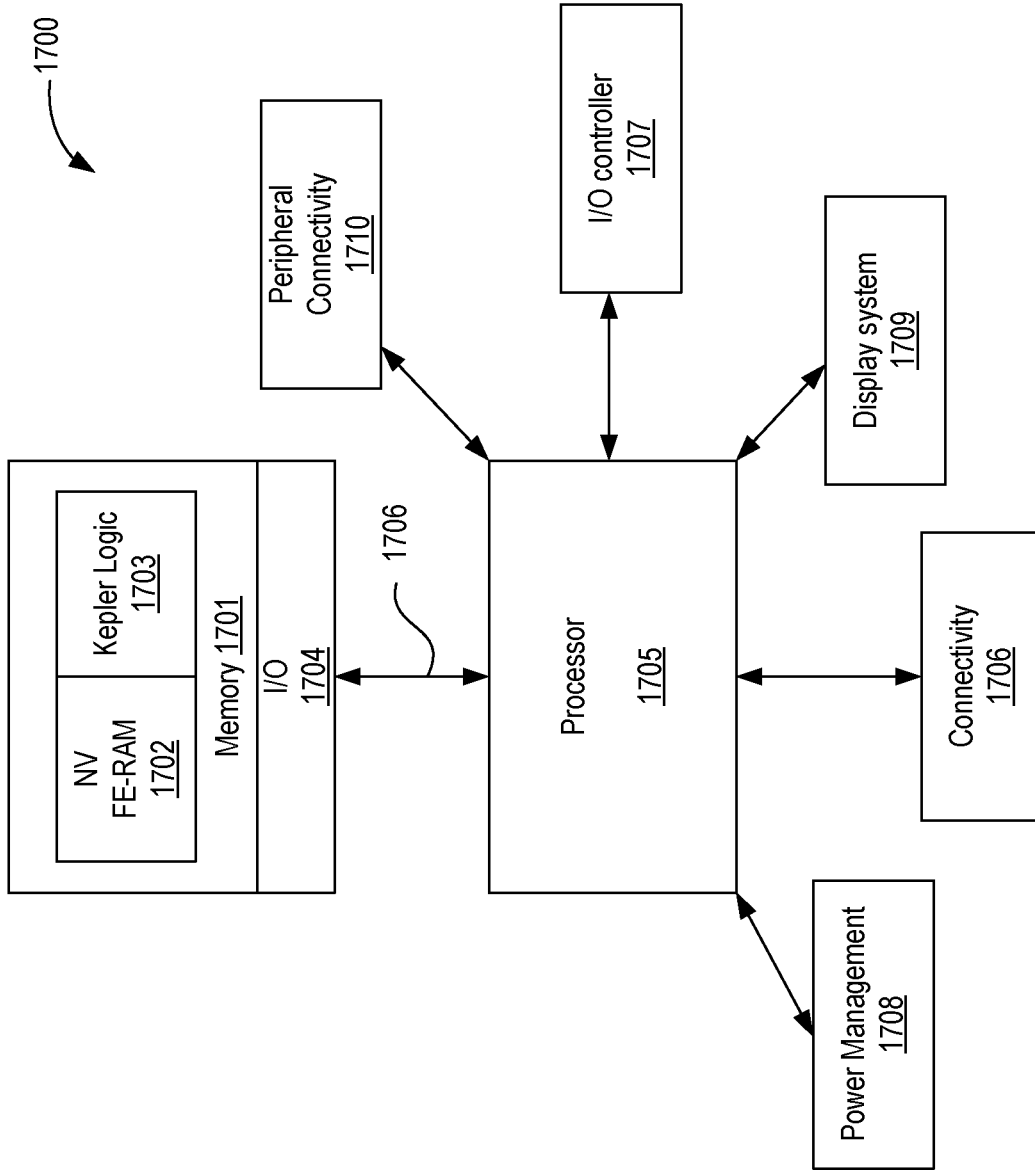 1700
NV
FE-RAM
1702
Kepler Logic
1703
Memory 1701
I/O
1704
1706
Peripheral
Connectivity
1710
Processor
1705
I/O controller
1707
Power Management
1708
Connectivity
1706
Display system
1709